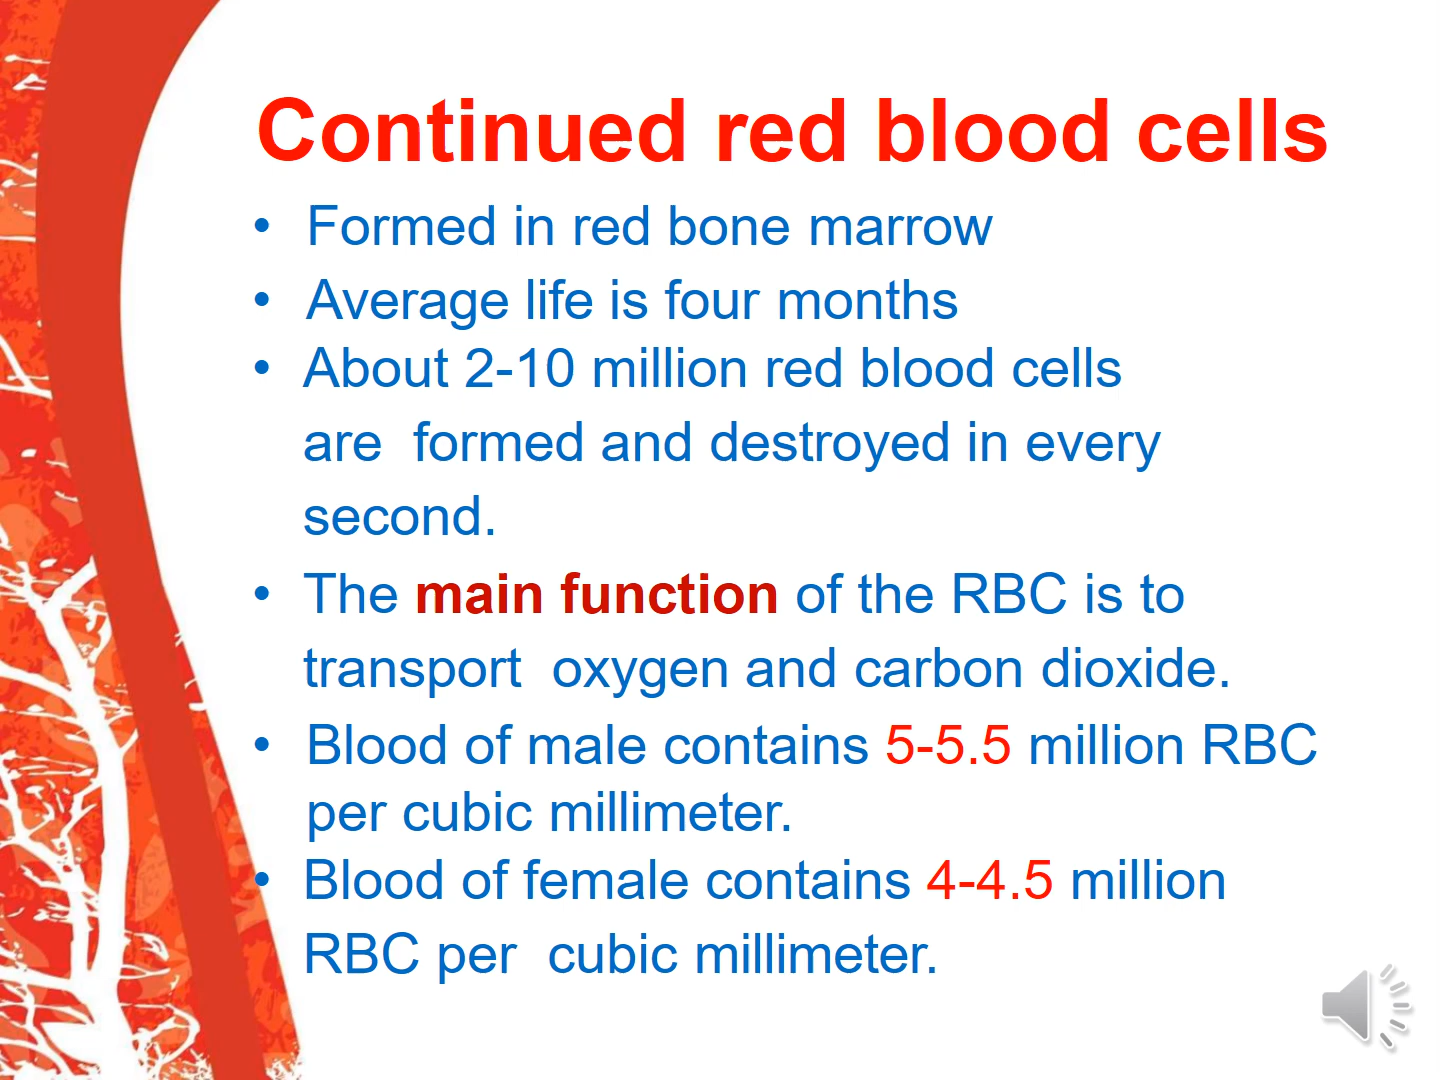 Continued red blood cells
• Formed in red bone marrow
• Average life is four months
• About 2-10 million red blood cells
are formed and destroyed in every
second.
• The main function of the RBC is to
transport oxygen and carbon dioxide.
• Blood of male contains 5-5.5 million RBC
per cubic millimeter.
• Blood of female contains 4-4.5 million
RBC per cubic millimeter.